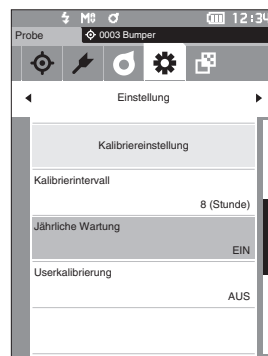 12:34
Probe
0003 Bumper
Einstellung
Kalibriereinstellung
Kalibrierintervall
8 (Stunde)
Jährliche Wartung
EIN
Userkalibrierung
AUS